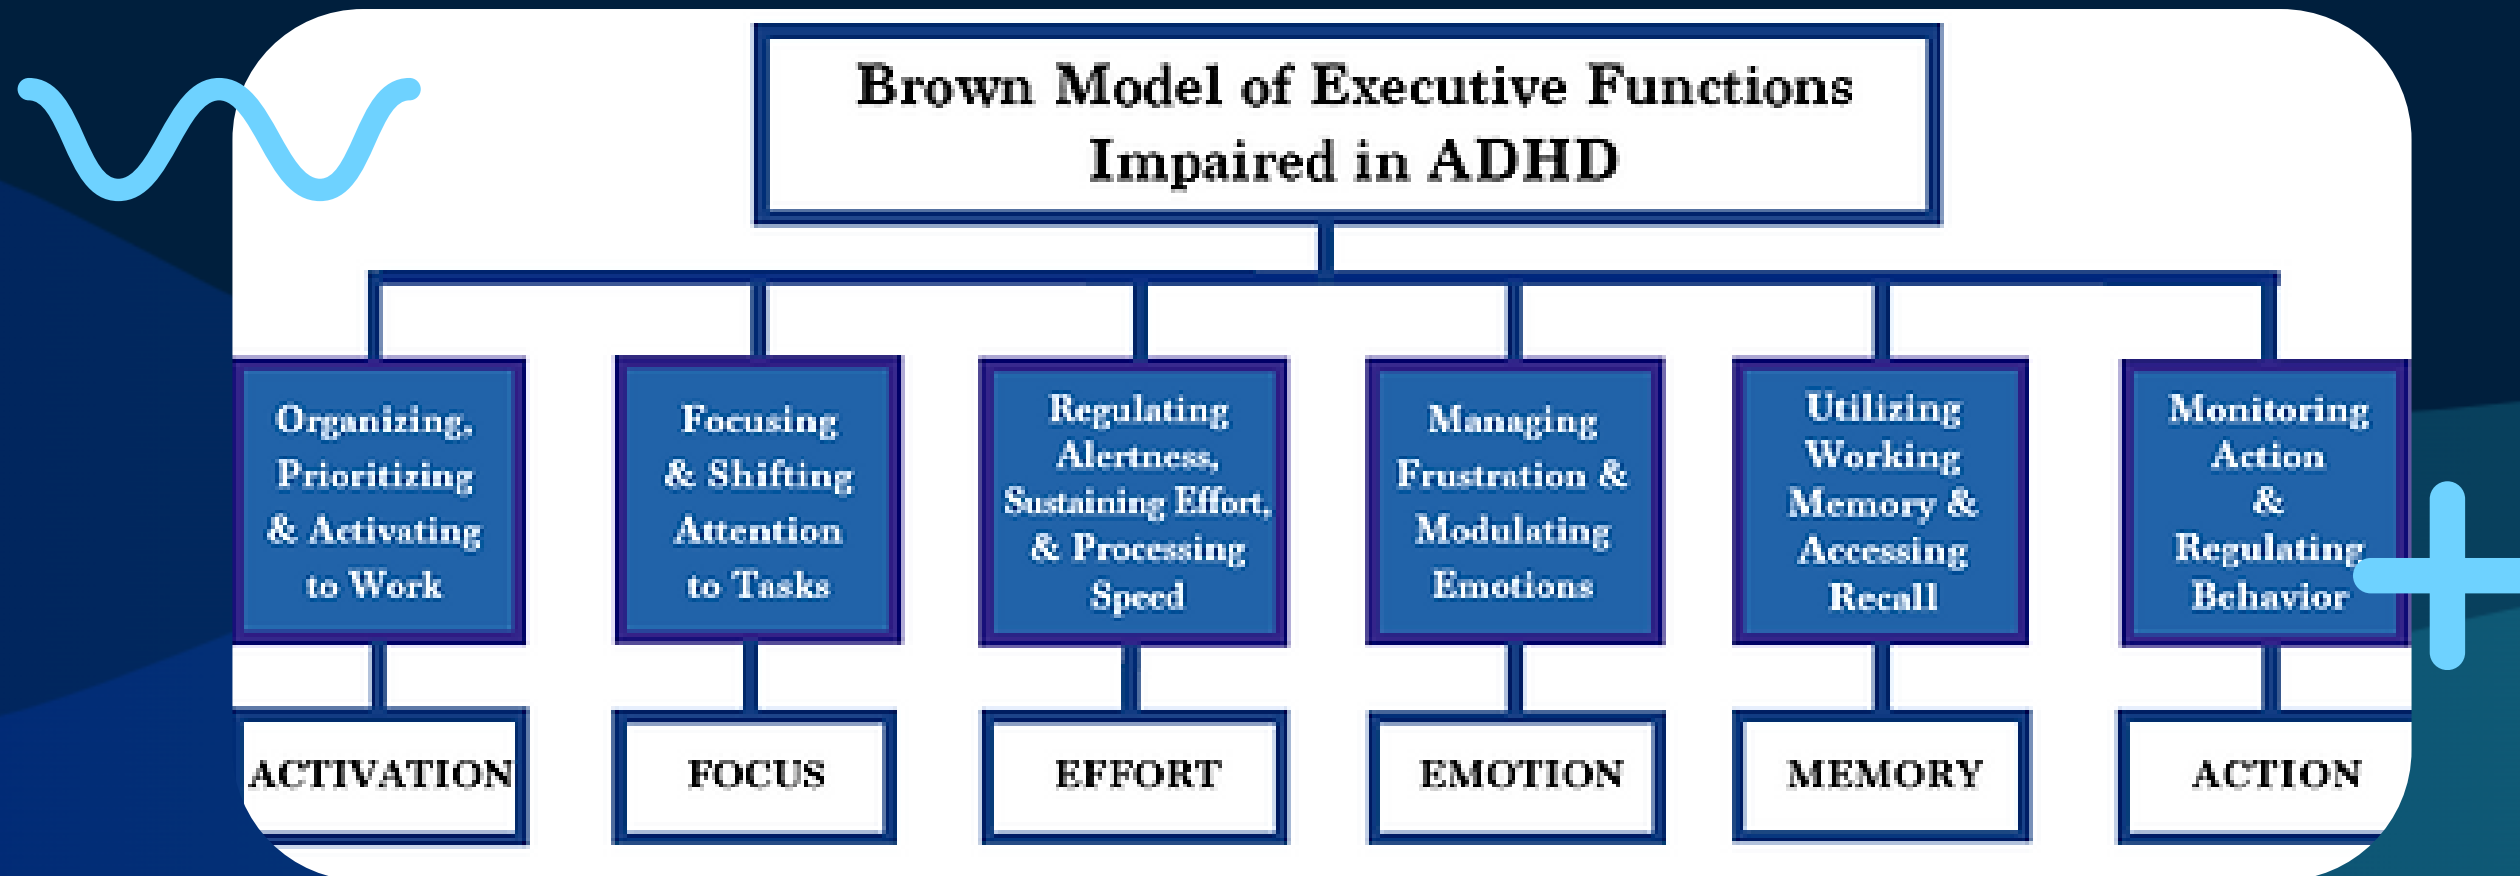 Brown Model of Executive Functions
Impaired in ADHD
Organizing,
Prioritizing
& Activating
to Work
Focusing
& Shifting
Attention
to Tasks
Regulating
Alertness,
Sustaining Effort,
& Processing
Speed
Managing
Frustration &
Modulating
Emotions
Utilizing
Working
Memory &
Accessing
Recall
Monitoring
Action
&
Regulating
Behavior
ACTIVATION
FOCUS
EFFORT
EMOTION
MEMORY
ACTION